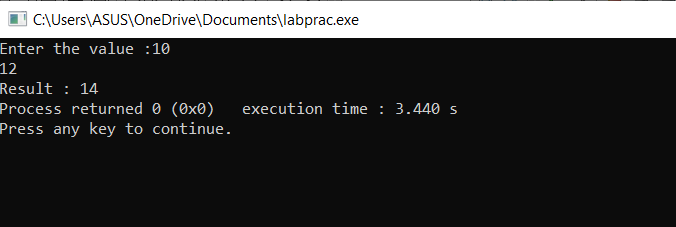 C:\Users\ASUS\OneDrive\Documents\labprac.exe
Enter the value :10
12
Result : 14
Process returned 0 (0x0)   execution time : 3.440 s
Press any key to continue.